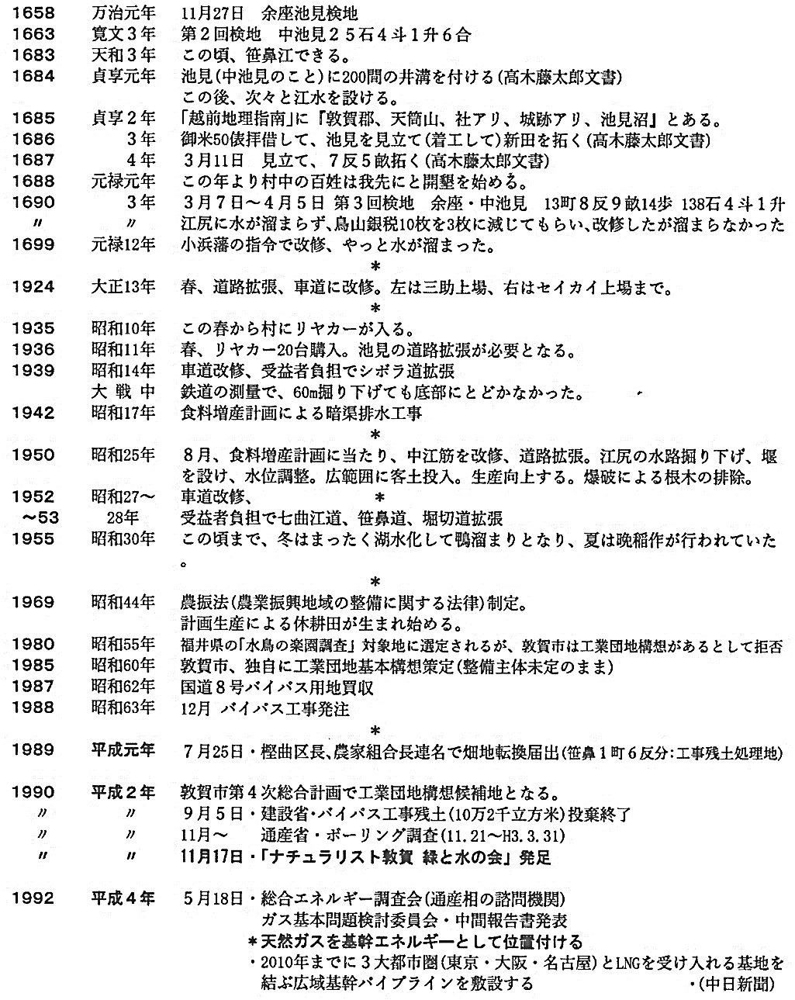 1658 万治元年 11月27日 余座池見検地
1663 寛文3年 第2回検地 中池見25石4斗1升6合
1683 天和3年 この頃、笹鼻江できる。
1684 貞享元年 池見(中池見のこと)に200間の井溝を付ける(髙木藤太郎文書)
この後、次々と江水を設ける。
1685 貞享2年 「越前地理指南」に『敦賀郡、天筒山、社アリ、城跡アリ、池見沼』とある。
1686 3年 御米50俵拝借して、池見を見立て(着工して)新田を拓く(髙木藤太郎文書)
1687 4年 3月11日 見立て、7反5畝拓く(髙木藤太郎文書)
1688 元禄元年 この年より村中の百姓は我先にと開墾を始める。
1690 3年 3月7日~4月5日 第3回検地 余座・中池見 13町8反9畝14歩 138石4斗1升
〃 〃 江尻に水が溜まらず、鳥山銀税10枚を3枚に減じてもらい、改修したが溜まらなかった
1699 元禄12年 小浜藩の指令で改修、やっと水が溜まった。
*
1924 大正13年 春、道路拡張、車道に改修。左は三助上場、右はセイカイ上場まで。
*
1935 昭和10年 この春から村にリヤカーが入る。
1936 昭和11年 春、リヤカー20台購入。池見の道路拡張が必要となる。
1939 昭和14年 車道改修、受益者負担でシボラ道拡張
大戦中 鉄道の測量で、60m掘り下げても底部にとどかなかった。
1942 昭和17年 食料増産計画による暗渠排水工事
*
1950 昭和25年 8月、食料増産計画に当たり、中江筋を改修、道路拡張。江尻の水路掘り下げ、堰
を設け、水位調整。広範囲に客土投入。生産向上する。爆破による根木の排除。
1952 昭和27~ 車道改修、 *
~53 28年 受益者負担で七曲江道、笹鼻道、堀切道拡張
1955 昭和30年 この頃まで、冬はまったく湖水化して鴨溜まりとなり、夏は晩稲作が行われていた
。
*
1969 昭和44年 農振法(農業振興地域の整備に関する法律)制定。
計画生産による休耕田が生まれ始める。
1980 昭和55年 福井県の「水鳥の楽園調査」対象地に選定されるが、敦賀市は工業団地構想があるとして拒否
1985 昭和60年 敦賀市、独自に工業団地基本構想策定(整備主体未定のまま)
1987 昭和62年 国道8号バイパス用地買収
1988 昭和63年 12月 バイパス工事発注
*
1989 平成元年 7月25日・樫曲区長、農家組合長連名で畑地転換届出(笹鼻1町6反分:工事残土処理地)
1990 平成2年 敦賀市第4次総合計画で工業団地構想候補地となる。
〃 〃 9月5日・建設省・バイパス工事残土(10万2千立方米)投棄終了
〃 〃 11月~ 通産省・ボーリング調査(11.21~H3.3.31)
〃 〃 11月17日・「ナチュラリスト敦賀 緑と水の会」発足
1992 平成4年 5月18日・総合エネルギー調査会(通産相の諮問機関)
ガス基本問題検討委員会・中間報告書発表
*天然ガスを基幹エネルギーとして位置付ける
・2010年までに3大都市圏(東京・大阪・名古屋)とLNGを受け入れる基地を
結ぶ広域基幹パイプラインを敷設する ・(中日新聞)